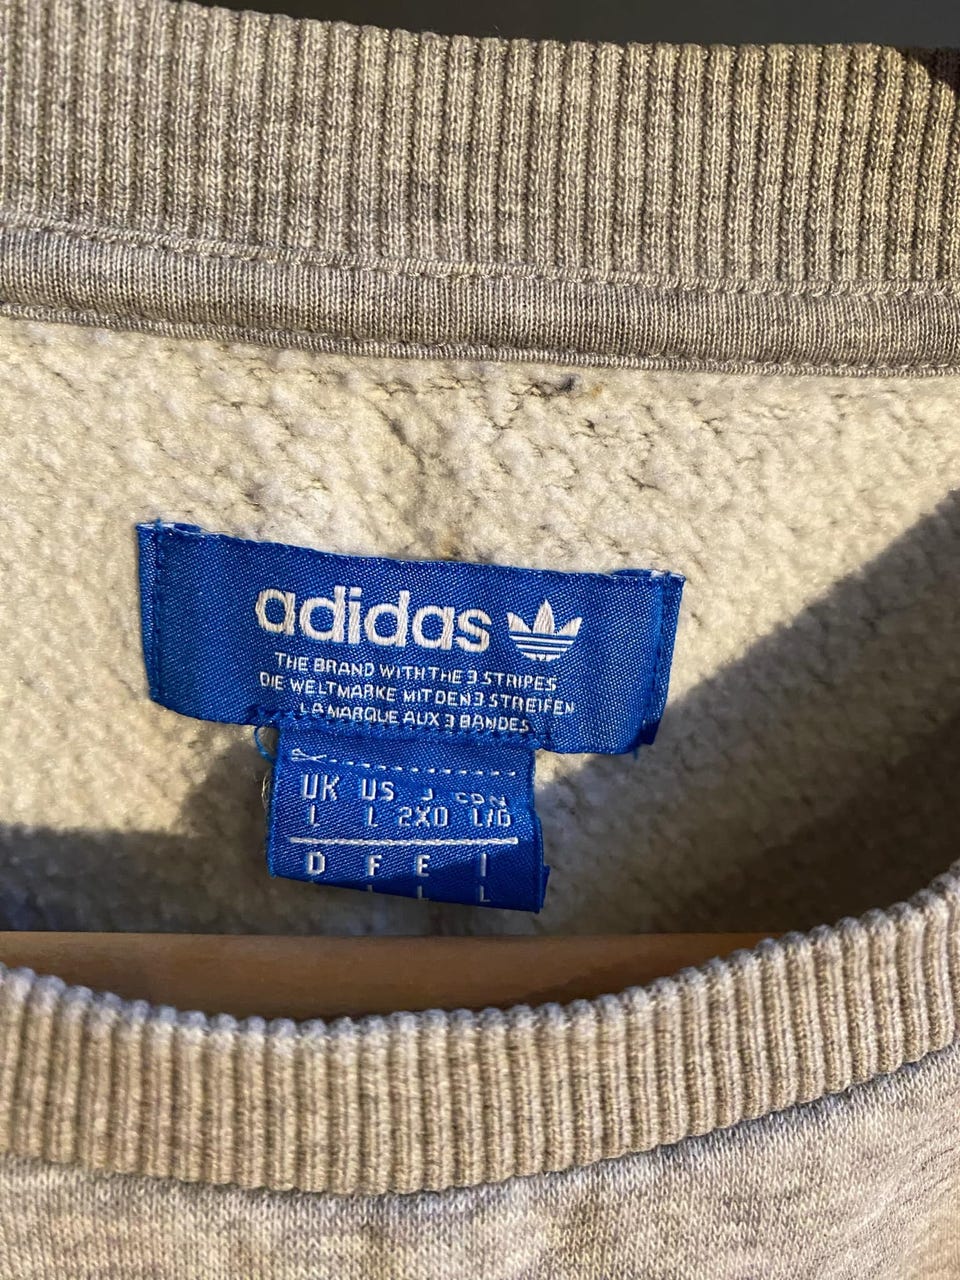 adidas
THE BRAND WITH THE 3 STRIPES
DIE WELTMARKE MIT DEN 3 STREIFEN
LA MARQUE AUX 3 BANDES
UK US J
L L 2XO L/G
D F E I
L L